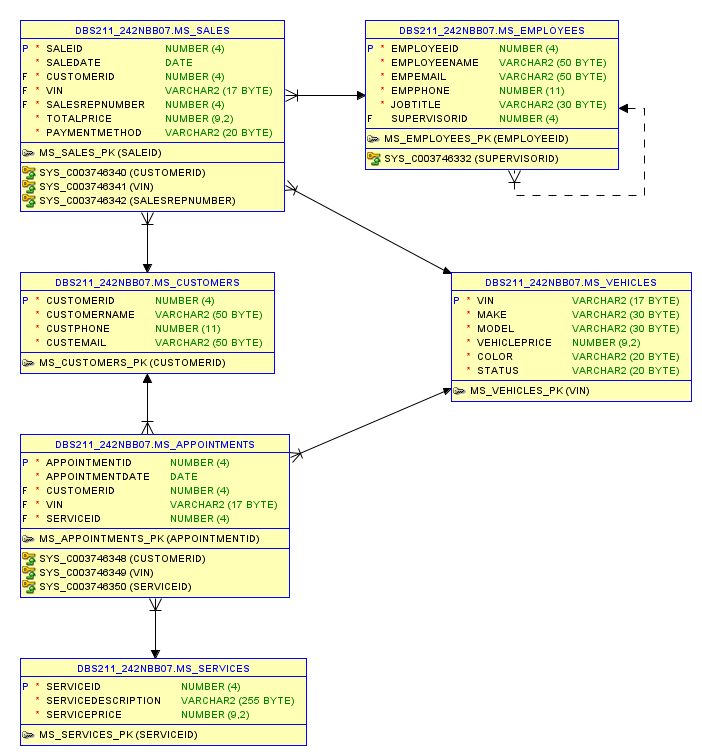 DBS211_242NBB07.MS_SALES
P * SALEID NUMBER (4)
* SALEDATE DATE
F * CUSTOMERID NUMBER (4)
F * VIN VARCHAR2 (17 BYTE)
F * SALESREPNUMBER NUMBER (4)
* TOTALPRICE NUMBER (9,2)
* PAYMENTMETHOD VARCHAR2 (20 BYTE)
MS_SALES_PK (SALEID)
SYS_C003746340 (CUSTOMERID)
SYS_C003746341 (VIN)
SYS_C003746342 (SALESREPNUMBER)
DBS211_242NBB07.MS_EMPLOYEES
P * EMPLOYEEID NUMBER (4)
* EMPLOYEENAME VARCHAR2 (50 BYTE)
* EMPEMAIL VARCHAR2 (50 BYTE)
* EMPPHONE NUMBER (11)
* JOBTITLE VARCHAR2 (30 BYTE)
F SUPERVISORID NUMBER (4)
MS_EMPLOYEES_PK (EMPLOYEEID)
SYS_C003746332 (SUPERVISORID)
DBS211_242NBB07.MS_CUSTOMERS
P * CUSTOMERID NUMBER (4)
* CUSTOMERNAME VARCHAR2 (50 BYTE)
* CUSTPHONE NUMBER (11)
* CUSTEMAIL VARCHAR2 (50 BYTE)
MS_CUSTOMERS_PK (CUSTOMERID)
DBS211_242NBB07.MS_VEHICLES
P * VIN VARCHAR2 (17 BYTE)
* MAKE VARCHAR2 (30 BYTE)
* MODEL VARCHAR2 (30 BYTE)
* VEHICLEPRICE NUMBER (9,2)
* COLOR VARCHAR2 (20 BYTE)
* STATUS VARCHAR2 (20 BYTE)
MS_VEHICLES_PK (VIN)
DBS211_242NBB07.MS_APPOINTMENTS
P * APPOINTMENTID NUMBER (4)
* APPOINTMENTDATE DATE
F * CUSTOMERID NUMBER (4)
F * VIN VARCHAR2 (17 BYTE)
F * SERVICEID NUMBER (4)
MS_APPOINTMENTS_PK (APPOINTMENTID)
SYS_C003746348 (CUSTOMERID)
SYS_C003746349 (VIN)
SYS_C003746350 (SERVICEID)
DBS211_242NBB07.MS_SERVICES
P * SERVICEID NUMBER (4)
* SERVICEDESCRIPTION VARCHAR2 (255 BYTE)
* SERVICEPRICE NUMBER (9,2)
MS_SERVICES_PK (SERVICEID)